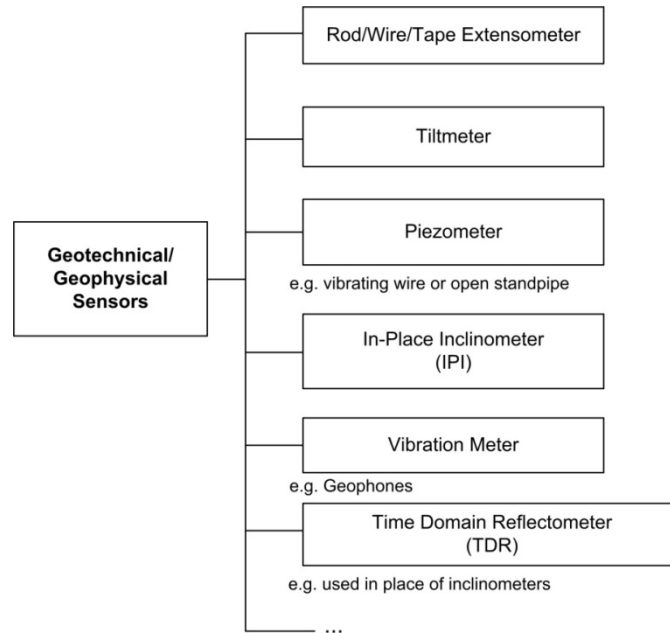 Rod/Wire/Tape Extensometer
Tiltmeter
Piezometer
e.g. vibrating wire or open standpipe
Geotechnical/
Geophysical
Sensors
In-Place Inclinometer
(IPI)
Vibration Meter
e.g. Geophones
Time Domain Reflectometer
(TDR)
e.g. used in place of inclinometers
...